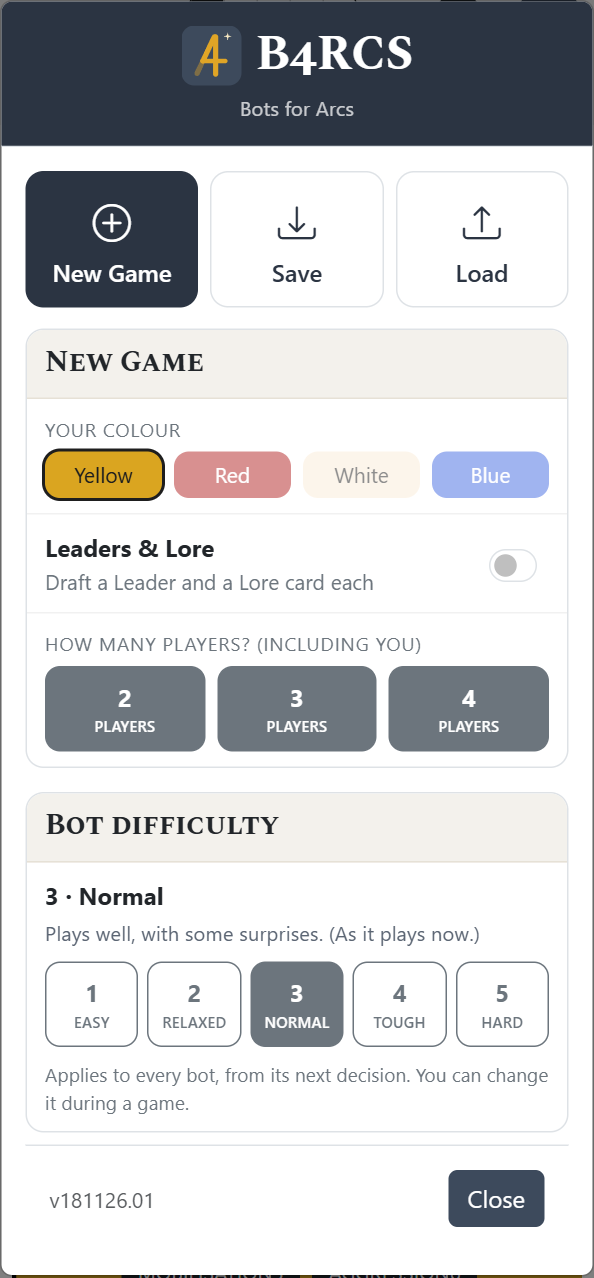 B4RCS
Bots for Arcs
New Game
Save
Load
New Game
YOUR COLOUR
Yellow
Red
White
Blue
Leaders & Lore
Draft a Leader and a Lore card each
HOW MANY PLAYERS? (INCLUDING YOU)
2
PLAYERS
3
PLAYERS
4
PLAYERS
Bot difficulty
3 · Normal
Plays well, with some surprises. (As it plays now.)
1
EASY
2
RELAXED
3
NORMAL
4
TOUGH
5
HARD
Applies to every bot, from its next decision. You can change
it during a game.
v181126.01
Close